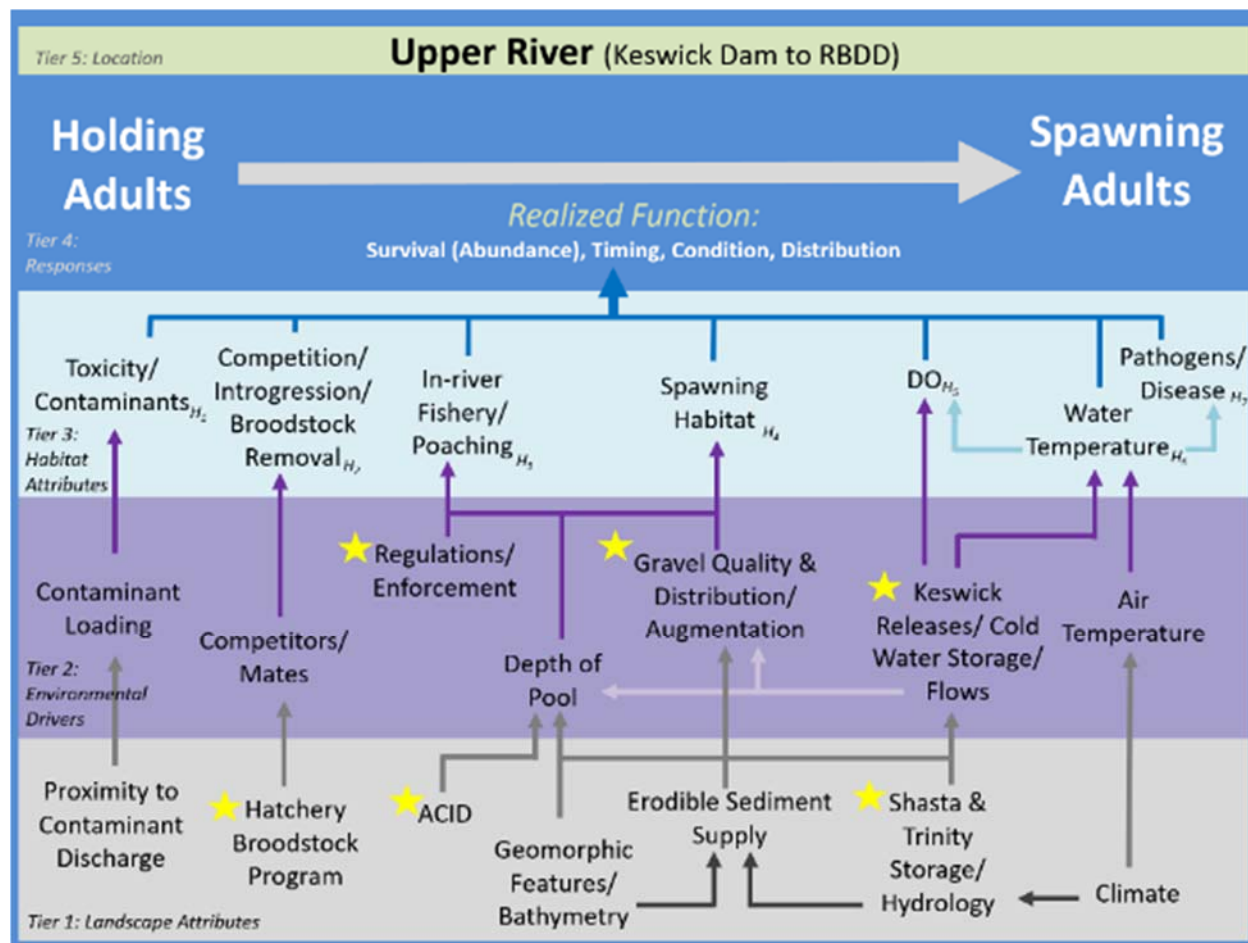 Tier 5: Location
Upper River (Keswick Dam to RBDD)
Holding
Adults
Spawning
Adults
Realized Function:
Survival (Abundance), Timing, Condition, Distribution
Tier 4:
Responses
Toxicity/
Contaminants
Competition/
Introgression/
Broodstock
Removal
In-river
Fishery/
Poaching
Spawning
Habitat
DO
Water
Temperature
Pathogens/
Disease
Tier 3:
Habitat
Attributes
Contaminant
Loading
Competitors/
Mates
Regulations/
Enforcement
Depth of
Pool
Gravel Quality &
Distribution/
Augmentation
Keswick
Releases/ Cold
Water Storage/
Flows
Air
Temperature
Tier 2:
Environmental
Drivers
Proximity to
Contaminant
Discharge
Hatchery
Broodstock
Program
ACID
Geomorphic
Features/
Bathymetry
Erodible Sediment
Supply
Shasta &
Trinity
Storage/
Hydrology
Climate
Tier 1: Landscape Attributes